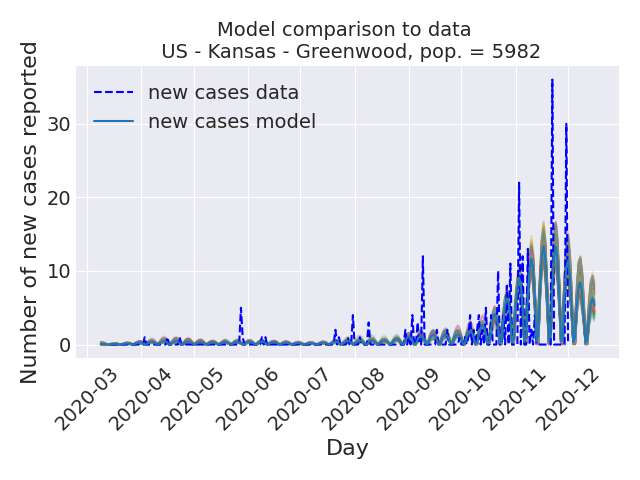 Model comparison to data
US - Kansas - Greenwood, pop. = 5982
Number of new cases reported
new cases data
new cases model
30
20
10
0
2020-03
2020-04
2020-05
2020-06
2020-07
2020-08
2020-09
2020-10
2020-11
2020-12
Day